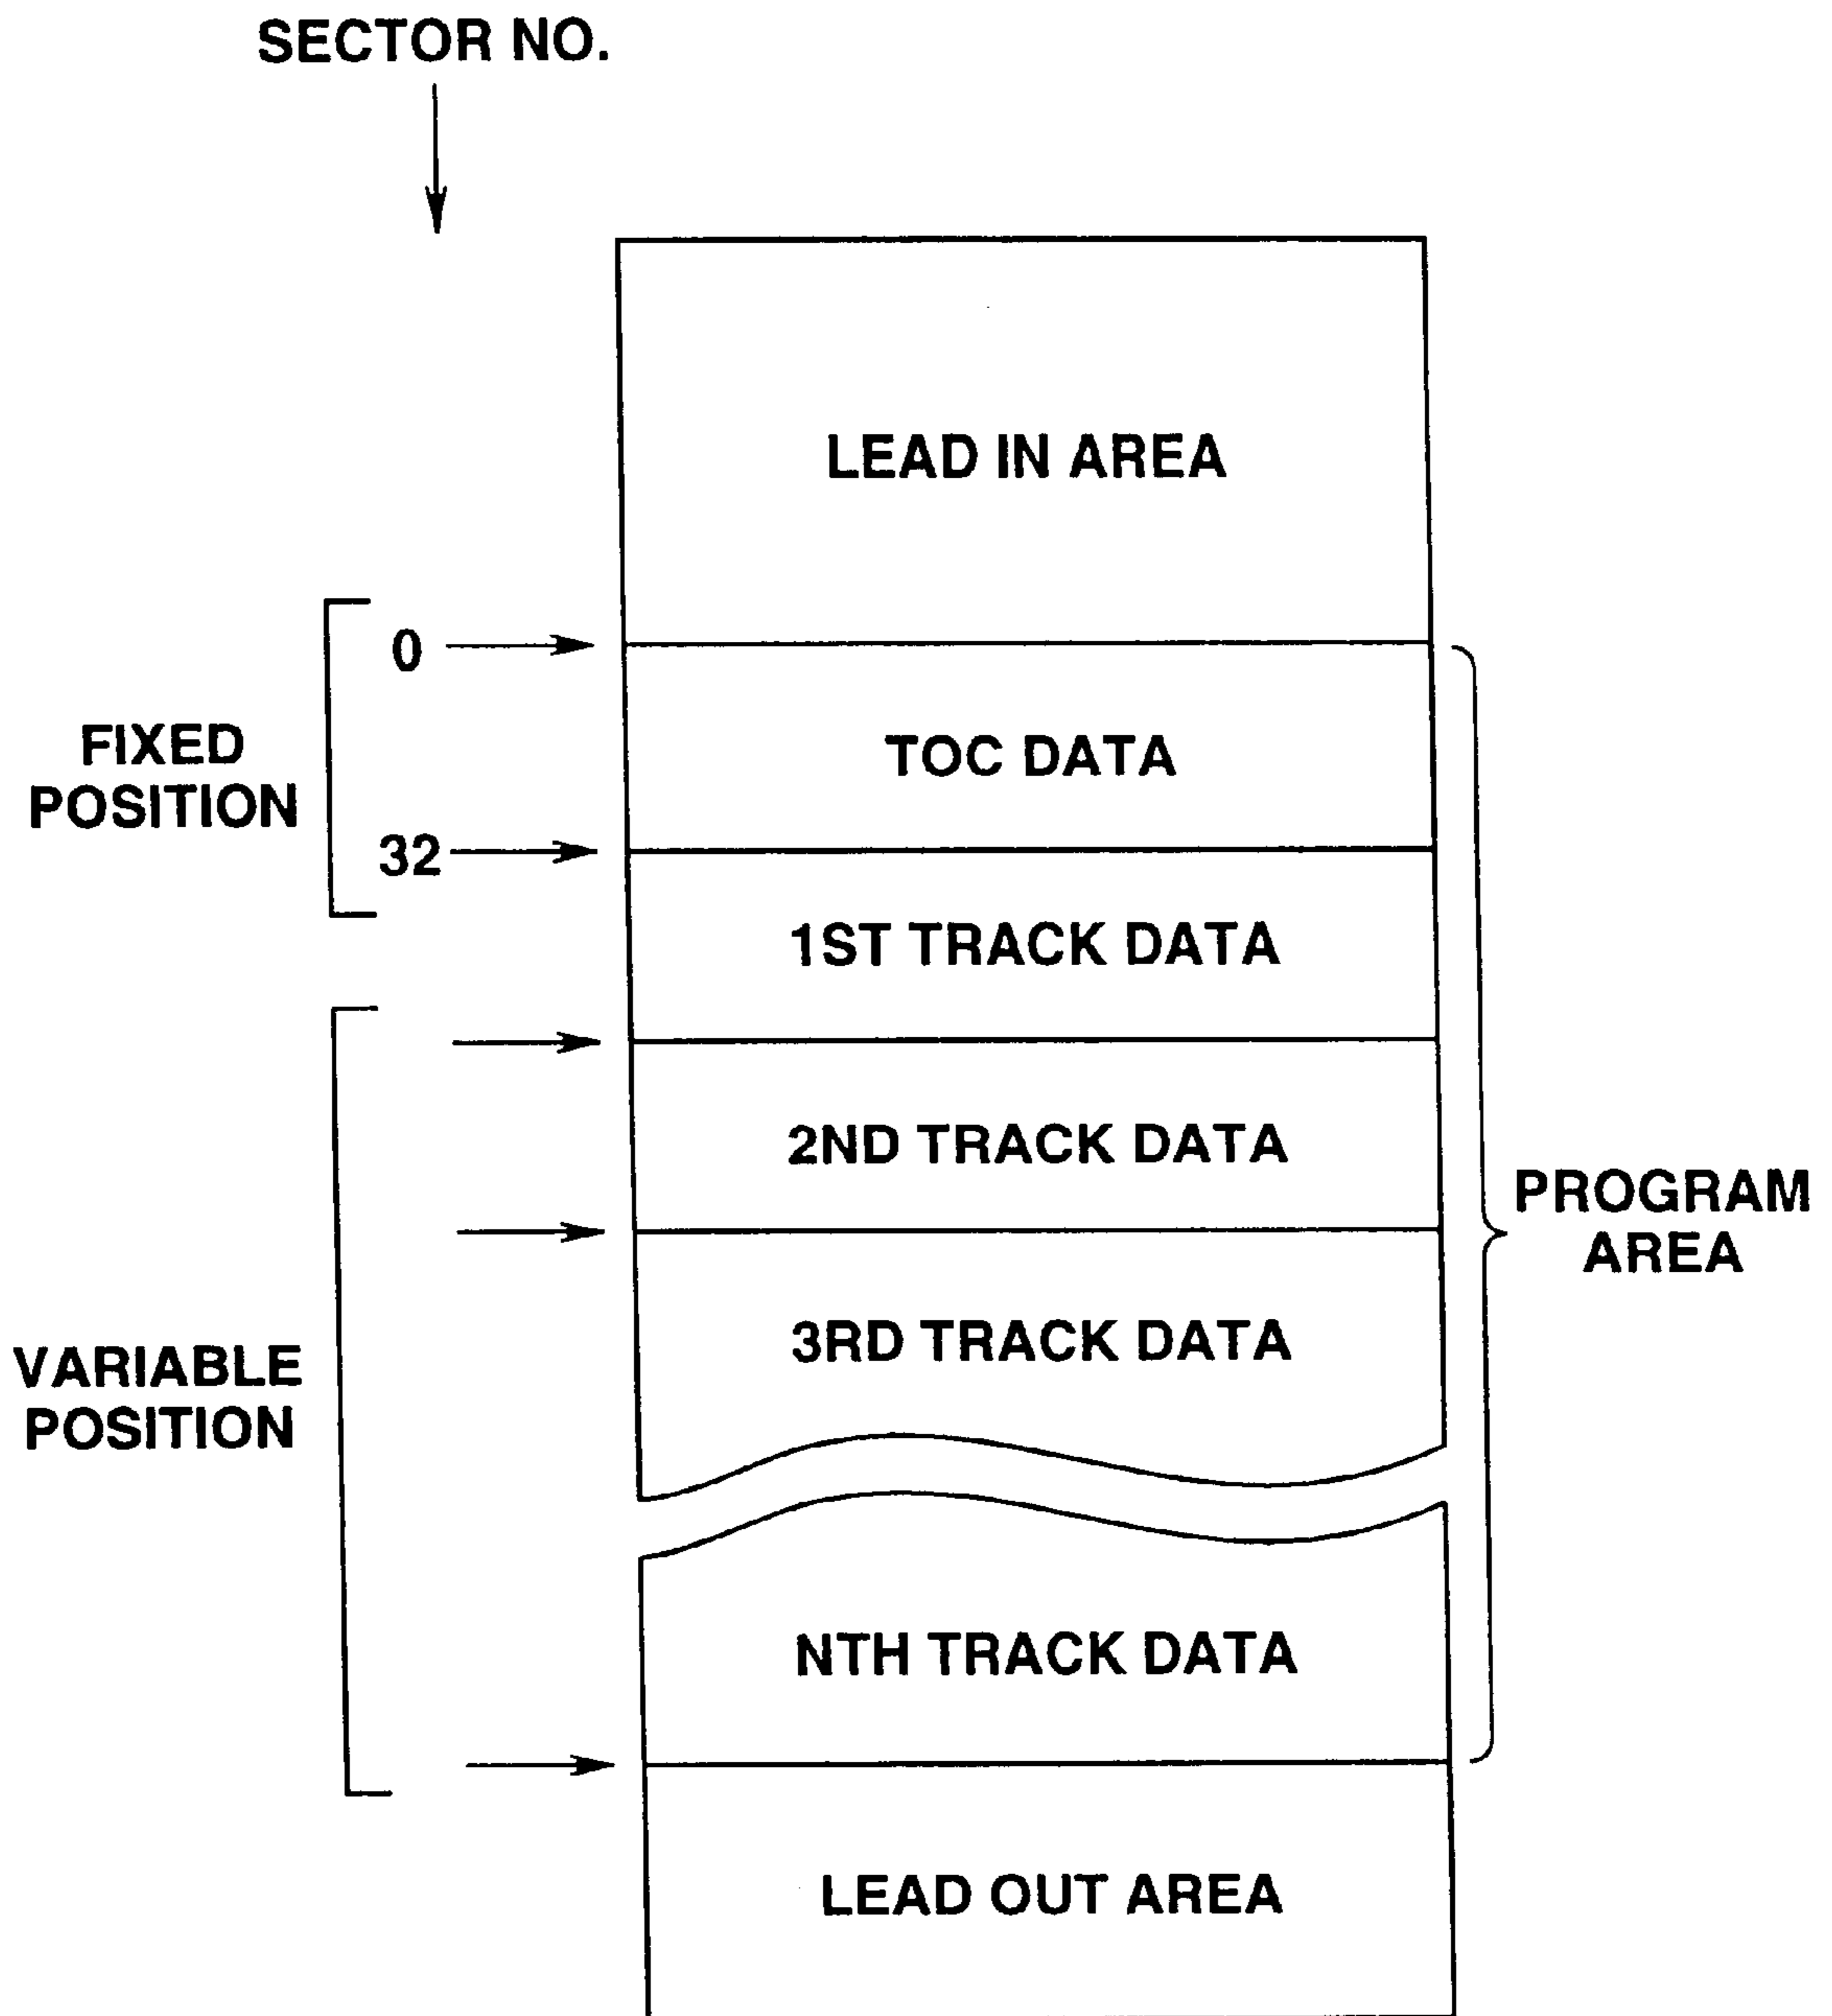 SECTOR NO.
LEAD IN AREA
0
FIXED
POSITION
TOC DATA
32
1ST TRACK DATA
2ND TRACK DATA
PROGRAM
AREA
3RD TRACK DATA
VARIABLE
POSITION
NTH TRACK DATA
LEAD OUT AREA